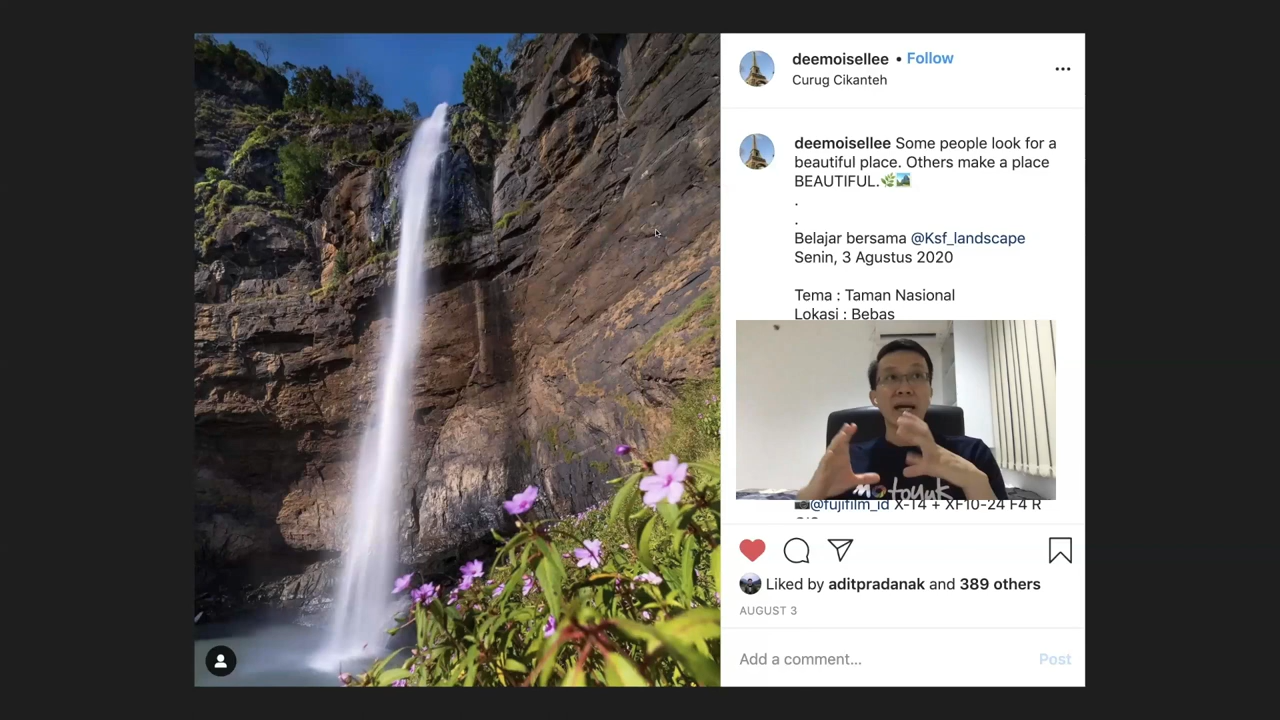 deemoisellee • Follow
Curug Cikanteh
deemoisellee Some people look for a
beautiful place. Others make a place
BEAUTIFUL.🌿🏞️
.
.
Belajar bersama @Ksf_landscape
Senin, 3 Agustus 2020
Tema : Taman Nasional
Lokasi : Bebas
motoyuk
📷@fujifilm_id X-T4 + XF10-24 F4 R
Liked by aditpradanak and 389 others
AUGUST 3
Add a comment...
Post